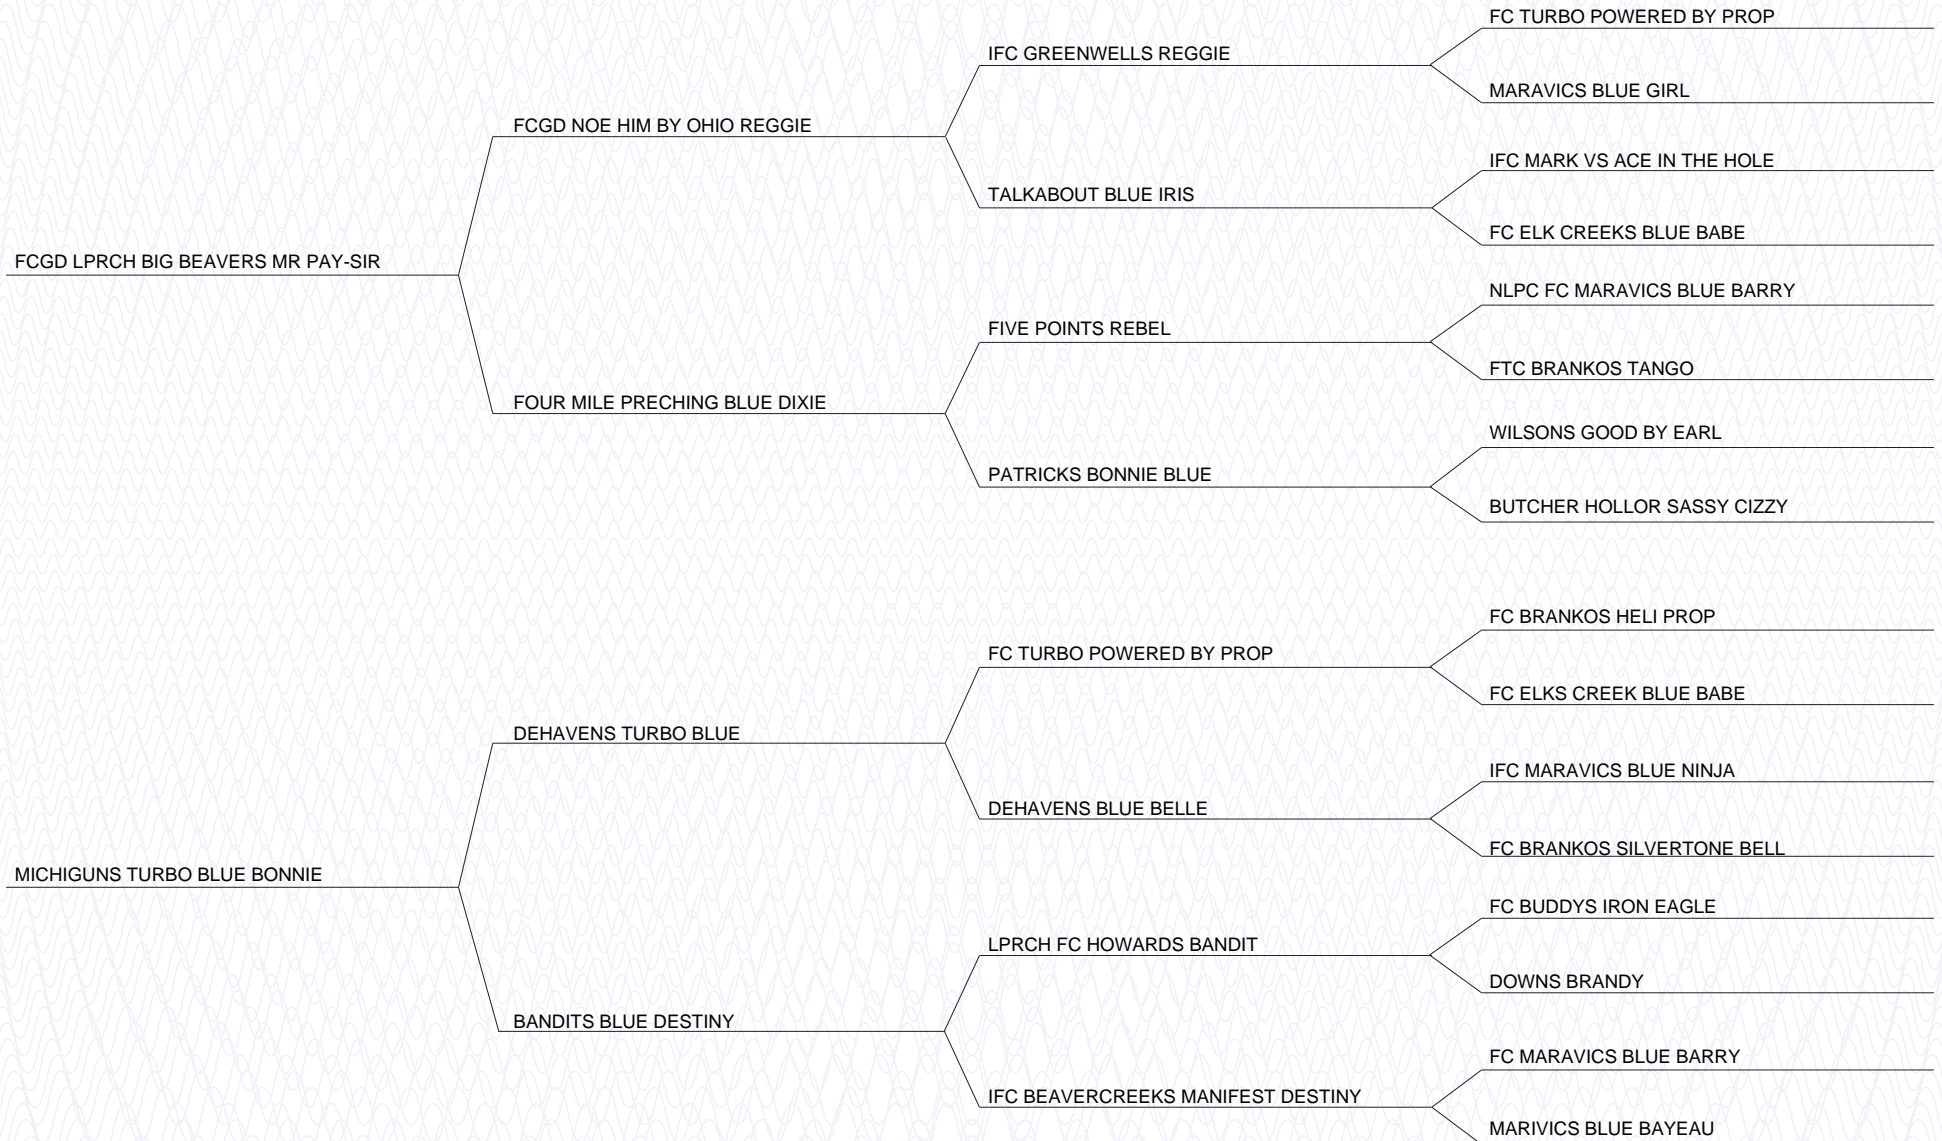 FC TURBO POWERED BY PROP
IFC GREENWELLS REGGIE
MARAVICS BLUE GIRL
FCGD NOE HIM BY OHIO REGGIE
IFC MARK VS ACE IN THE HOLE
TALKABOUT BLUE IRIS
FC ELK CREEKS BLUE BABE
FCGD LPRCH BIG BEAVERS MR PAY-SIR
NLPC FC MARAVICS BLUE BARRY
FIVE POINTS REBEL
FTC BRANKOS TANGO
FOUR MILE PRECHING BLUE DIXIE
WILSONS GOOD BY EARL
PATRICKS BONNIE BLUE
BUTCHER HOLLOR SASSY CIZZY
FC BRANKOS HELI PROP
FC TURBO POWERED BY PROP
FC ELKS CREEK BLUE BABE
DEHAVENS TURBO BLUE
IFC MARAVICS BLUE NINJA
DEHAVENS BLUE BELLE
FC BRANKOS SILVERTONE BELL
MICHIGUNS TURBO BLUE BONNIE
FC BUDDYS IRON EAGLE
LPRCH FC HOWARDS BANDIT
DOWNS BRANDY
BANDITS BLUE DESTINY
FC MARAVICS BLUE BARRY
IFC BEAVERCREEKS MANIFEST DESTINY
MARIVICS BLUE BAYEAU